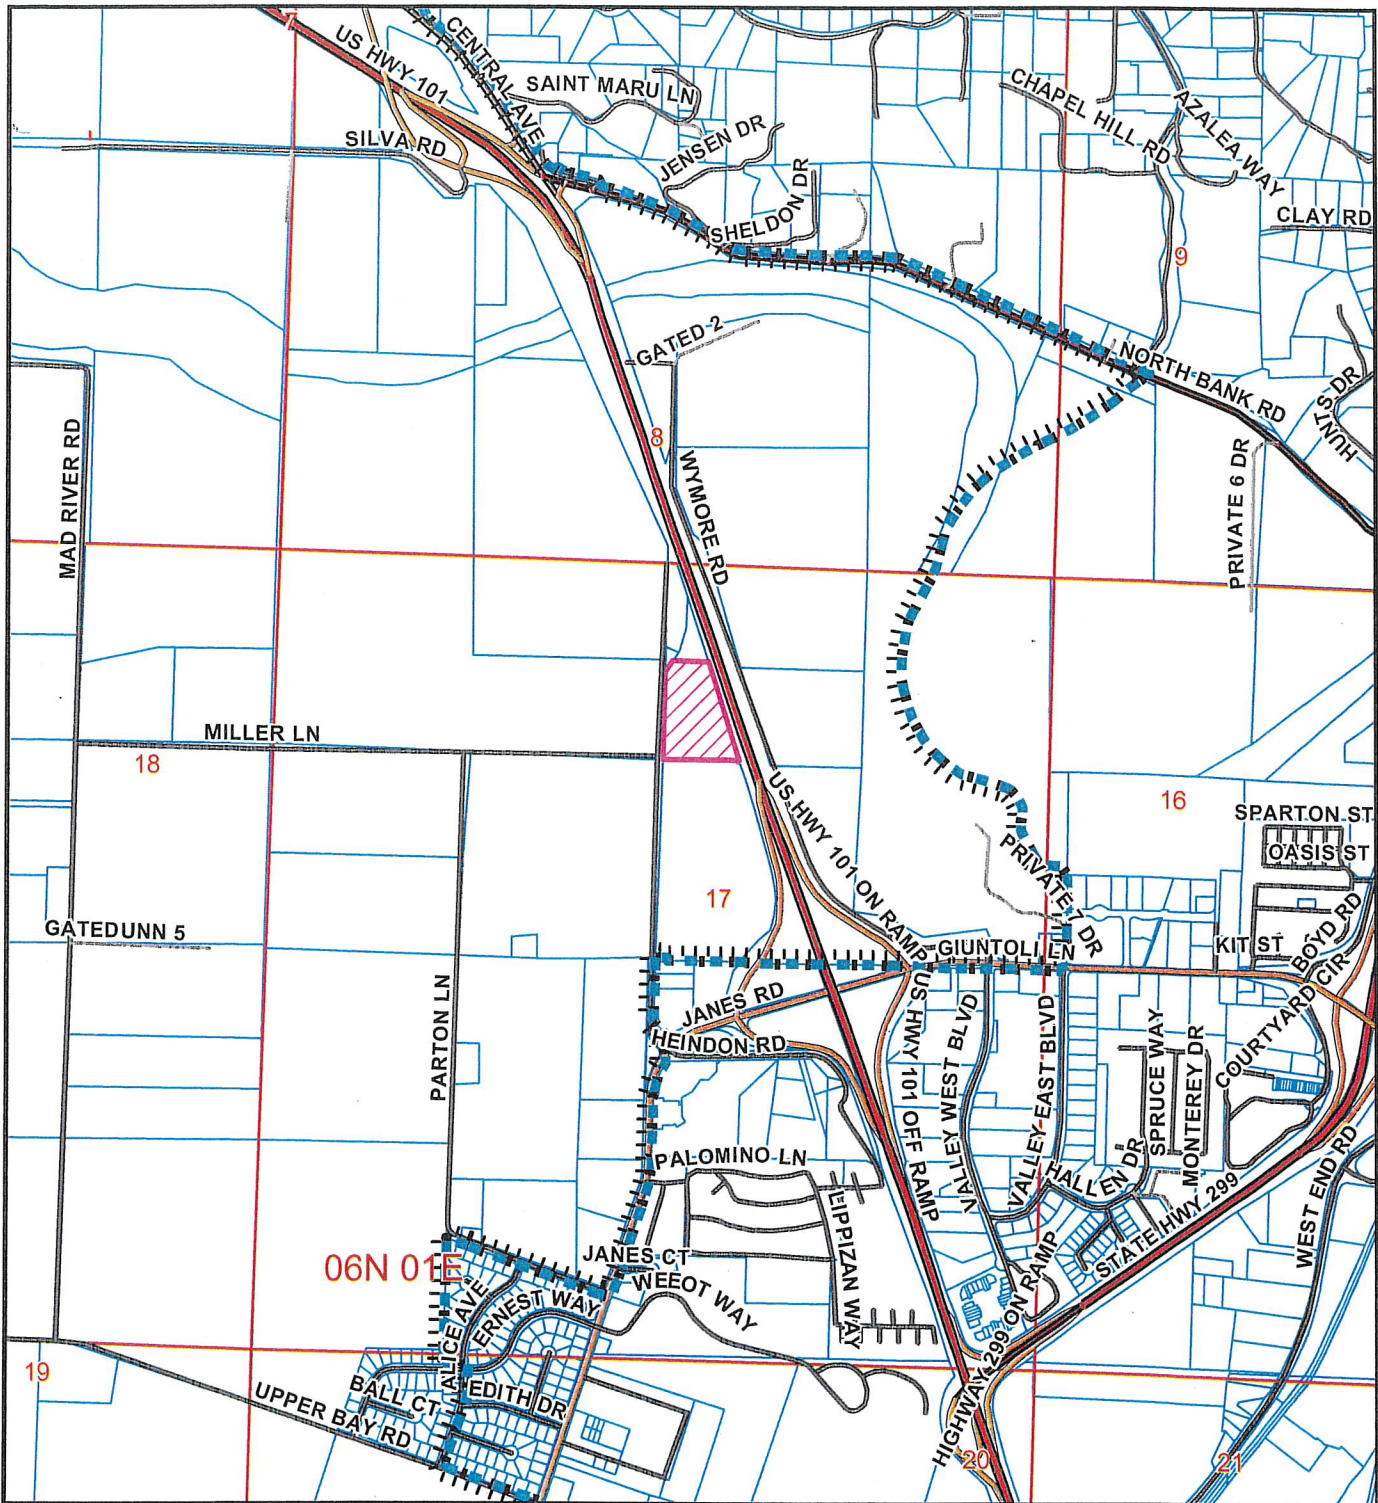 7
US HWY 101
CENTRAL AVE
SAINT MARU LN
CHAPEL HILL RD
AZALEA WAY
SILVA RD
JENSEN DR
SHELDON DR
CLAY RD
9
GATED 2
NORTH BANK RD
HUNTS DR
8
MAD RIVER RD
WYMORE RD
PRIVATE 6 DR
MILLER LN
18
16
US HWY 101 ON RAMP
SPARTON ST
OASIS ST
PRIVATE 7 DR
17
GATEDUNN 5
GIUNTOLI LN
KIT ST
BOYD RD
COURTYARD CIR
PARTON LN
JANES RD
HEINDON RD
US HWY 101 OFF RAMP
VALLEY WEST BLVD
VALLEY EAST BLVD
SPRUCE WAY
MONTEREY DR
PALOMINO LN
HALLEN DR
LIPPIZAN WAY
STATE HWY 299
WEST END RD
06N 01E
JANES CT
WEEOT WAY
ALICE AVE
ERNEST WAY
HIGHWAY 299 ON RAMP
19
BALL CT
EDITH DR
UPPER BAY RD
20
21